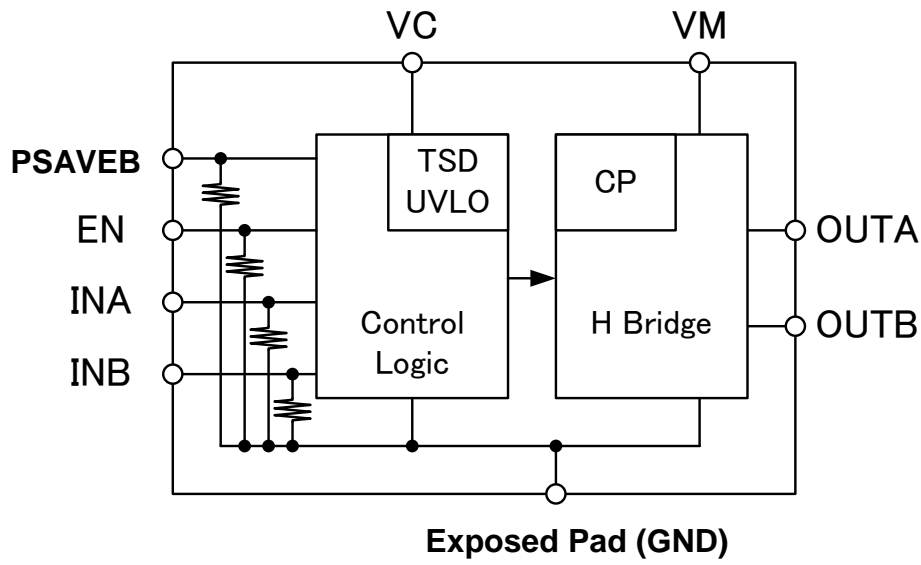 VC
VM
PSAVEB
EN
INA
INB
TSD
UVLO
Control
Logic
CP
H Bridge
OUTA
OUTB
Exposed Pad (GND)